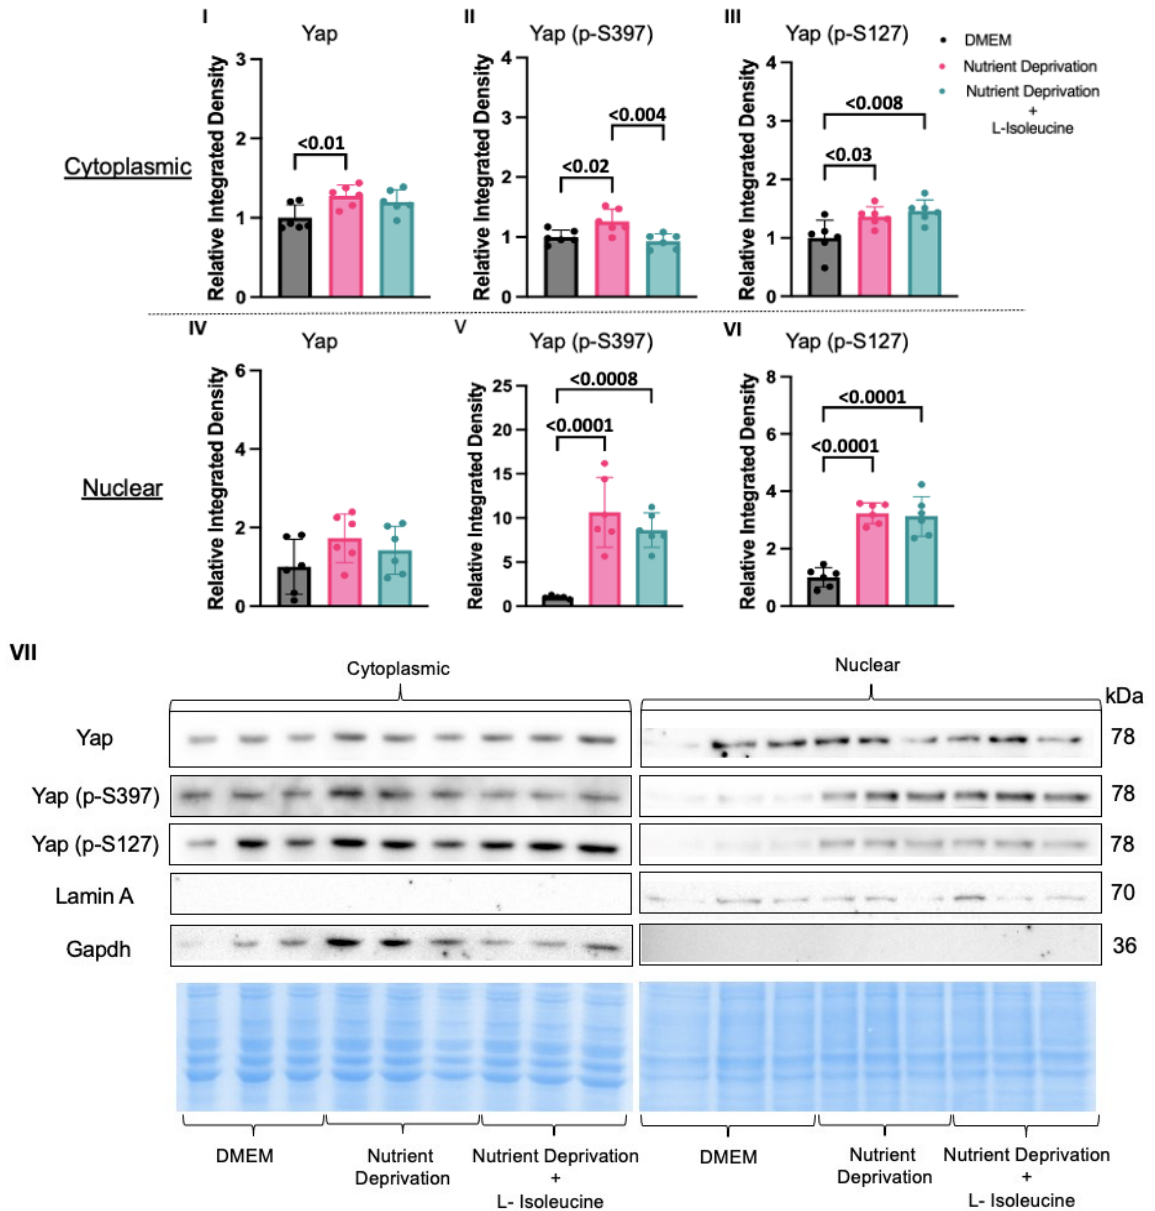 I
Yap
Relative Integrated Density
3
2
1
0
<0.01
II
Yap (p-S397)
Relative Integrated Density
4
3
2
1
0
<0.02
<0.004
III
Yap (p-S127)
Relative Integrated Density
4
3
2
1
0
<0.008
<0.03
DMEM
Nutrient Deprivation
Nutrient Deprivation
+
L-Isoleucine
Cytoplasmic
IV
Yap
Relative Integrated Density
6
4
2
0
V
Yap (p-S397)
Relative Integrated Density
25
20
15
10
5
0
<0.0008
<0.0001
VI
Yap (p-S127)
Relative Integrated Density
8
6
4
2
0
<0.0001
<0.0001
Nuclear
VII
Cytoplasmic
Nuclear
kDa
Yap
78
Yap (p-S397)
78
Yap (p-S127)
78
Lamin A
70
Gapdh
36
DMEM
Nutrient
Deprivation
Nutrient Deprivation
+
L- Isoleucine
DMEM
Nutrient
Deprivation
Nutrient Deprivation
+
L- Isoleucine